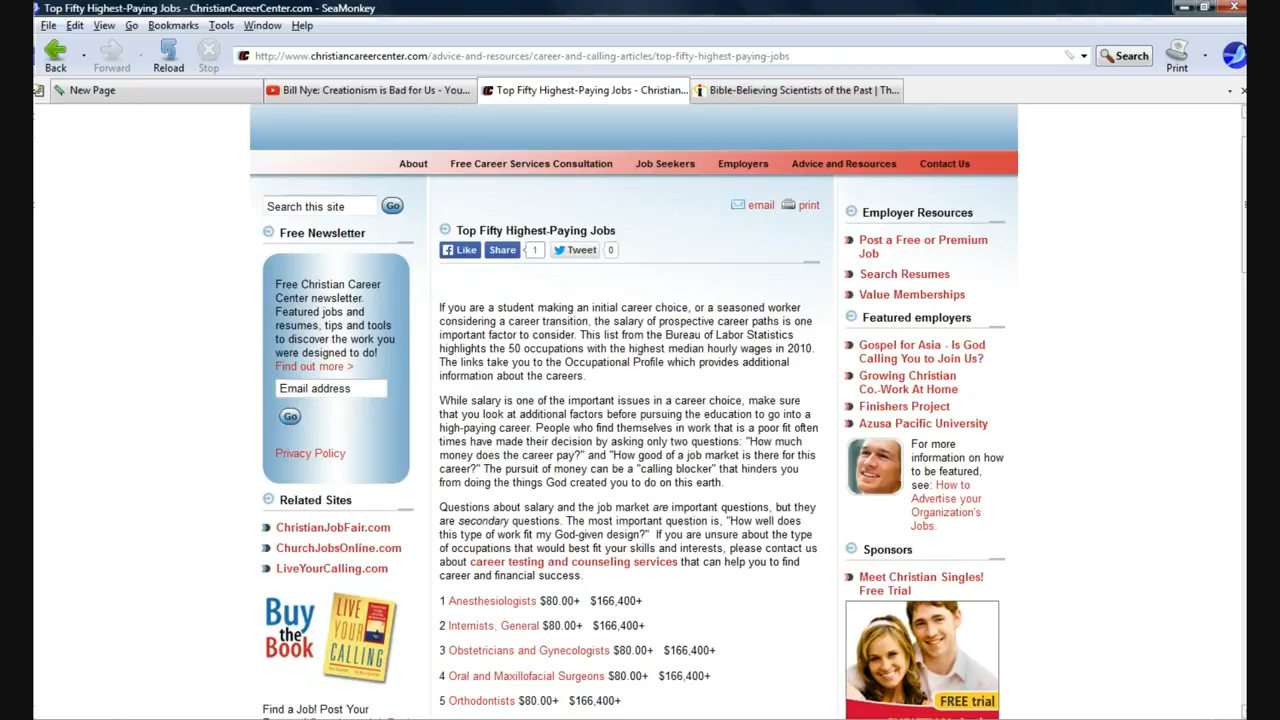 Top Fifty Highest-Paying Jobs - ChristianCareerCenter.com - SeaMonkey
File Edit View Go Bookmarks Tools Window Help
Back Forward Reload Stop http://www.christiancareercenter.com/advice-and-resources/career-and-calling-articles/top-fifty-highest-paying-jobs Search Print
New Page Bill Nye: Creationism is Bad for Us - You... Top Fifty Highest-Paying Jobs - Christian... Bible-Believing Scientists of the Past | Th...
About Free Career Services Consultation Job Seekers Employers Advice and Resources Contact Us
Search this site Go
Free Newsletter
Free Christian Career
Center newsletter.
Featured jobs and
resumes, tips and tools
to discover the work you
were designed to do!
Find out more >
Email address
Go
Privacy Policy
Related Sites
ChristianJobFair.com
ChurchJobsOnline.com
LiveYourCalling.com
Buy
the
Book
LIVE
YOUR
CALLING
Find a Job! Post Your
email print
Top Fifty Highest-Paying Jobs
Like Share 1 Tweet 0
If you are a student making an initial career choice, or a seasoned worker
considering a career transition, the salary of prospective career paths is one
important factor to consider. This list from the Bureau of Labor Statistics
highlights the 50 occupations with the highest median hourly wages in 2010.
The links take you to the Occupational Profile which provides additional
information about the careers.
While salary is one of the important issues in a career choice, make sure
that you look at additional factors before pursuing the education to go into a
high-paying career. People who find themselves in work that is a poor fit often
times have made their decision by asking only two questions: "How much
money does the career pay?" and "How good of a job market is there for this
career?" The pursuit of money can be a "calling blocker" that hinders you
from doing the things God created you to do on this earth.
Questions about salary and the job market are important questions, but they
are secondary questions. The most important question is, "How well does
this type of work fit my God-given design?" If you are unsure about the type
of occupations that would best fit your skills and interests, please contact us
about career testing and counseling services that can help you to find
career and financial success.
1 Anesthesiologists $80.00+ $166,400+
2 Internists, General $80.00+ $166,400+
3 Obstetricians and Gynecologists $80.00+ $166,400+
4 Oral and Maxillofacial Surgeons $80.00+ $166,400+
5 Orthodontists $80.00+ $166,400+
Employer Resources
Post a Free or Premium
Job
Search Resumes
Value Memberships
Featured employers
Gospel for Asia - Is God
Calling You to Join Us?
Growing Christian
Co.-Work At Home
Finishers Project
Azusa Pacific University
For more
information on how
to be featured,
see: How to
Advertise your
Organization's
Jobs.
Sponsors
Meet Christian Singles!
Free Trial
FREE trial